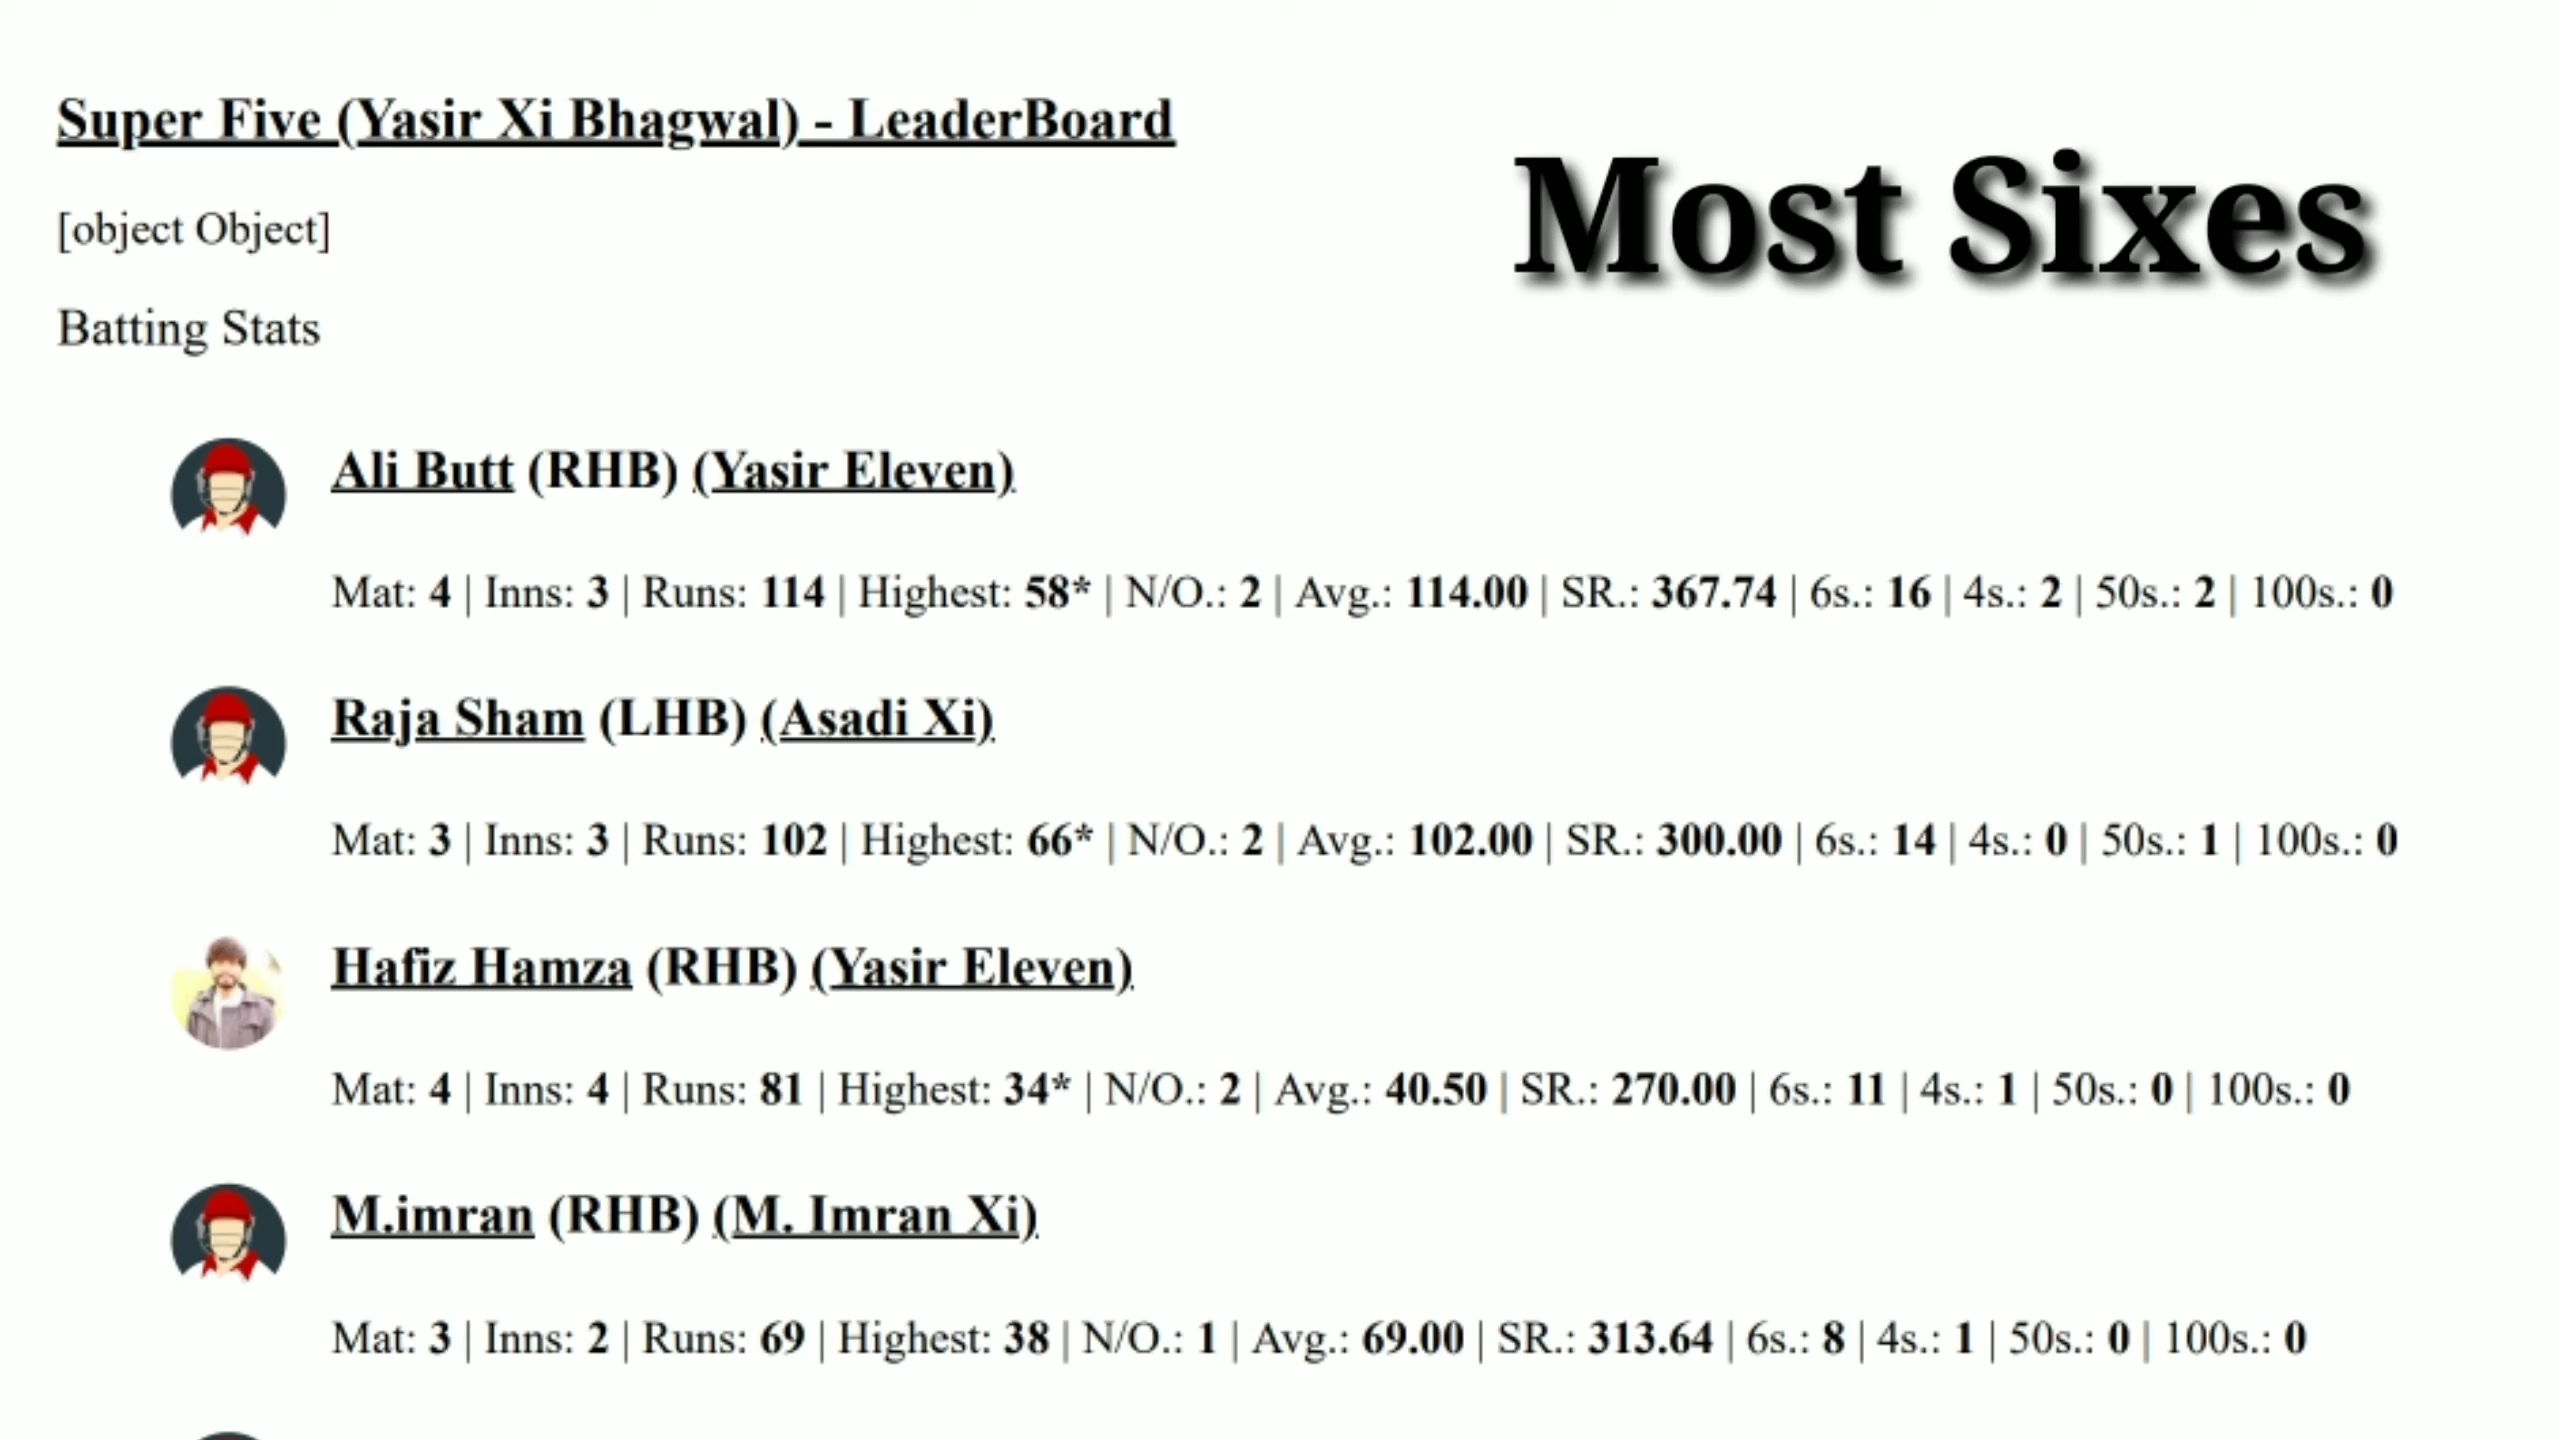 Super Five (Yasir Xi Bhagwal) - LeaderBoard
Most Sixes
[object Object]
Batting Stats
Ali Butt (RHB) (Yasir Eleven)
Mat: 4 | Inns: 3 | Runs: 114 | Highest: 58* | N/O.: 2 | Avg.: 114.00 | SR.: 367.74 | 6s.: 16 | 4s.: 2 | 50s.: 2 | 100s.: 0
Raja Sham (LHB) (Asadi Xi)
Mat: 3 | Inns: 3 | Runs: 102 | Highest: 66* | N/O.: 2 | Avg.: 102.00 | SR.: 300.00 | 6s.: 14 | 4s.: 0 | 50s.: 1 | 100s.: 0
Hafiz Hamza (RHB) (Yasir Eleven)
Mat: 4 | Inns: 4 | Runs: 81 | Highest: 34* | N/O.: 2 | Avg.: 40.50 | SR.: 270.00 | 6s.: 11 | 4s.: 1 | 50s.: 0 | 100s.: 0
M.imran (RHB) (M. Imran Xi)
Mat: 3 | Inns: 2 | Runs: 69 | Highest: 38 | N/O.: 1 | Avg.: 69.00 | SR.: 313.64 | 6s.: 8 | 4s.: 1 | 50s.: 0 | 100s.: 0